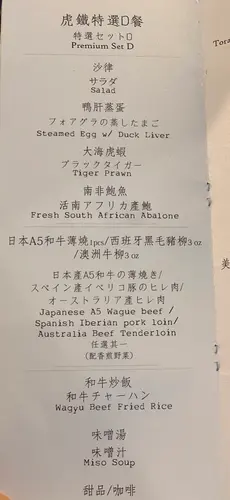 虎鐵特選D餐
特選セットD
Premium Set D
沙律
サラダ
Salad
鴨肝蒸蛋
フォアグラの蒸したまご
Steamed Egg w/ Duck Liver
大海虎蝦
ブラックタイガー
Tiger Prawn
南非鮑魚
活南アフリカ産鮑
Fresh South African Abalone
日本A5和牛薄燒1pcs/西班牙黑毛豬柳3 oz
/澳洲牛柳3 oz
日本産A5和牛の薄焼き/
スペイン産イベリコ豚のヒレ肉/
オーストラリア産ヒレ肉
Japanese A5 Wague beef /
Spanish Iberian pork loin/
Australia Beef Tenderloin
任選其一
(配香煎野菜)
和牛炒飯
和牛チャーハン
Wagyu Beef Fried Rice
味噌湯
味噌汁
Miso Soup
甜品/咖啡